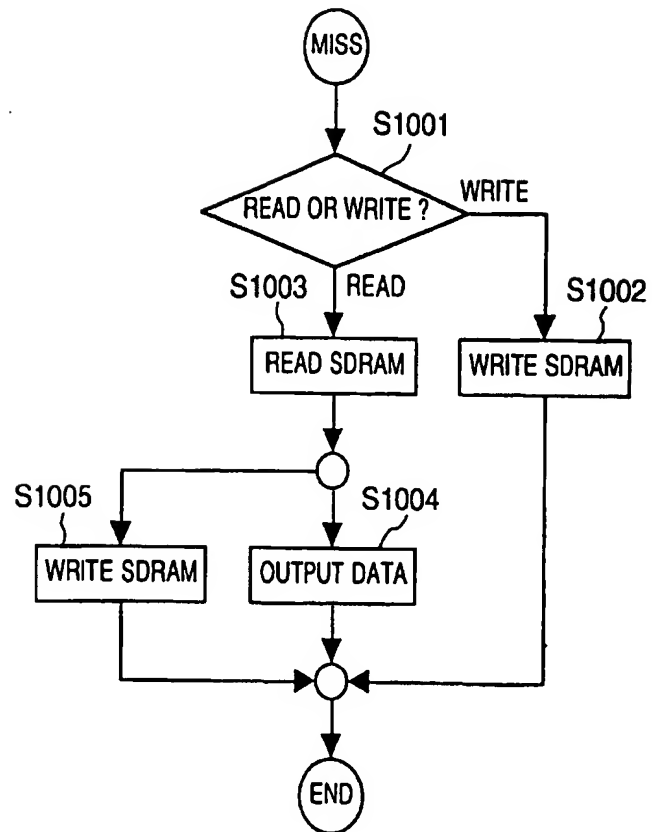 MISS
S1001
READ OR WRITE ?
WRITE
READ
S1003
S1002
READ SDRAM
WRITE SDRAM
S1005
S1004
WRITE SDRAM
OUTPUT DATA
END